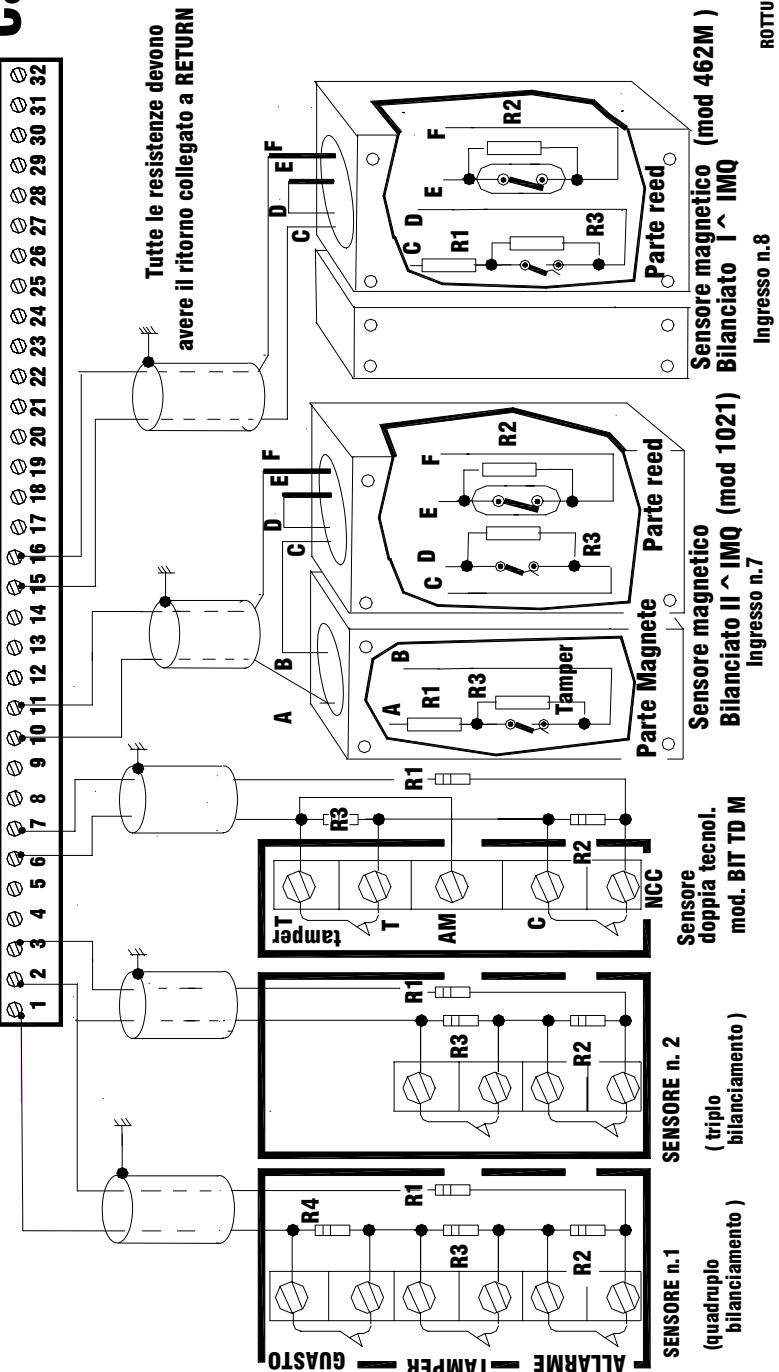 1 2 3 4 5 6 7 8 9 10 11 12 13 14 15 16 17 18 19 20 21 22 23 24 25 26 27 28 29 30 31 32
Tutte le resistenze devono
avere il ritorno collegato a RETURN
GUASTO
TAMPER
ALLARME
R4
R3
R2
R1
SENSORE n.1
(quadruplo
bilanciamento )
R3
R2
R1
SENSORE n. 2
( triplo
bilanciamento )
tamper
T
T
AM
C
NCC
R3
R2
R1
Sensore
doppia tecnol.
mod. BIT TD M
A
B
C
D
E
F
A
B
R1
R3
Tamper
Parte Magnete
C
D
E
F
R3
R2
Parte reed
Sensore magnetico
Bilanciato II ^ IMQ (mod 1021)
Ingresso n.7
C
D
E
F
C
D
E
F
R1
R3
R2
Parte reed
Sensore magnetico (mod 462M )
Bilanciato I ^ IMQ
Ingresso n.8
ROTTU